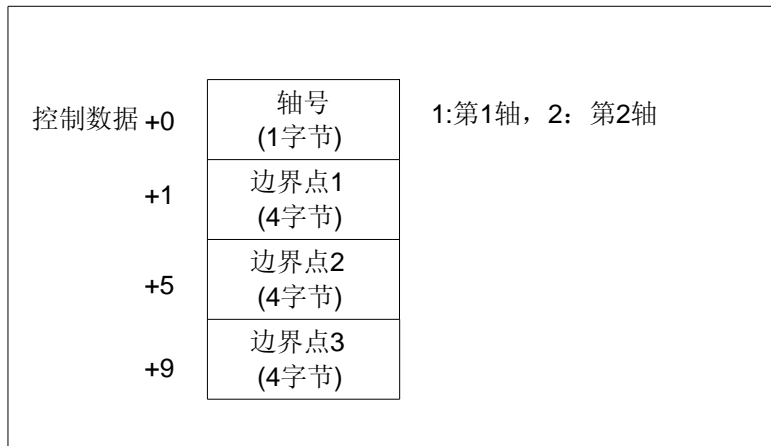 控制数据 +0
轴号
(1字节)
1:第1轴，2：第2轴
+1
边界点1
(4字节)
+5
边界点2
(4字节)
+9
边界点3
(4字节)